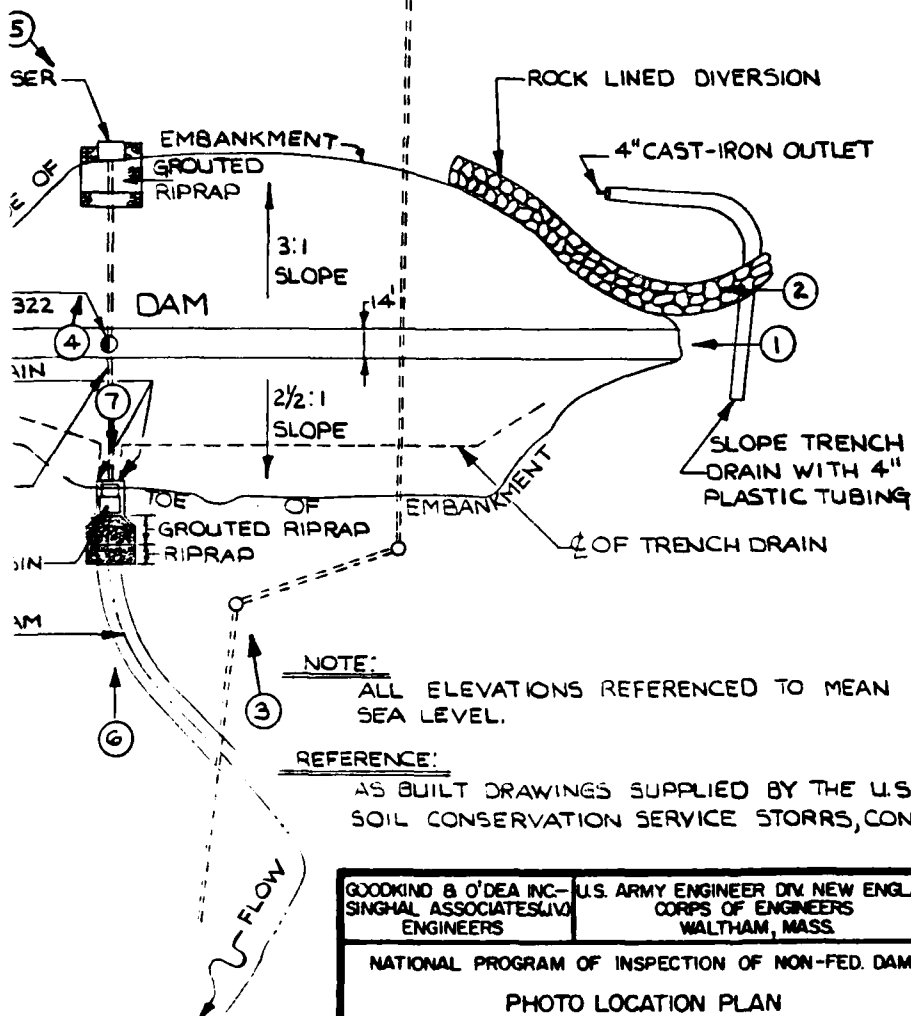 5
SER
ROCK LINED DIVERSION
EMBANKMENT
4" CAST-IRON OUTLET
E OF
GROUTED
RIPRAP
3:1
SLOPE
2
322
DAM
14'
4
1
AIN
7
2½:1
SLOPE
SLOPE TRENCH
DRAIN WITH 4"
PLASTIC TUBING
TOE OF EMBANKMENT
GROUTED RIPRAP
RIPRAP
℄ OF TRENCH DRAIN
SIN
AM
NOTE:
ALL ELEVATIONS REFERENCED TO MEAN
SEA LEVEL.
3
6
REFERENCE:
AS BUILT DRAWINGS SUPPLIED BY THE U.S
SOIL CONSERVATION SERVICE STORRS, CON
FLOW
GOODKIND & O'DEA INC.-
SINGHAL ASSOCIATES(J.V.)
ENGINEERS
U.S. ARMY ENGINEER DIV. NEW ENGL
CORPS OF ENGINEERS
WALTHAM, MASS.
NATIONAL PROGRAM OF INSPECTION OF NON-FED. DAM
PHOTO LOCATION PLAN